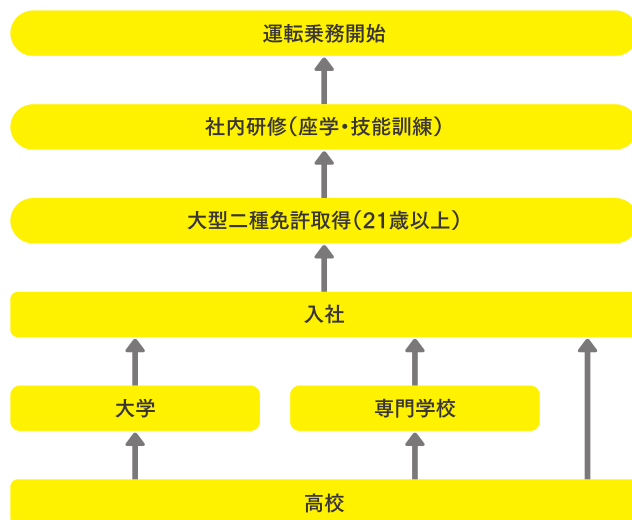 運転乗務開始
社内研修（座学・技能訓練）
大型二種免許取得（21歳以上）
入社
大学
専門学校
高校